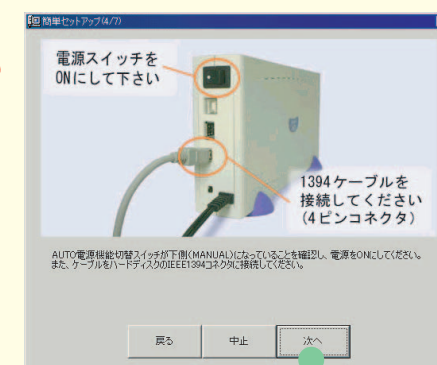 簡単セットアップ(4/7)
電源スイッチを
ONにして下さい
1394ケーブルを
接続してください
(4ピンコネクタ)
AUTO電源機能切替スイッチが下側(MANUAL)になっていることを確認し、電源をONにしてください。
また、ケーブルをハードディスクのIEEE1394コネクタに接続してください。
戻る
中止
次へ